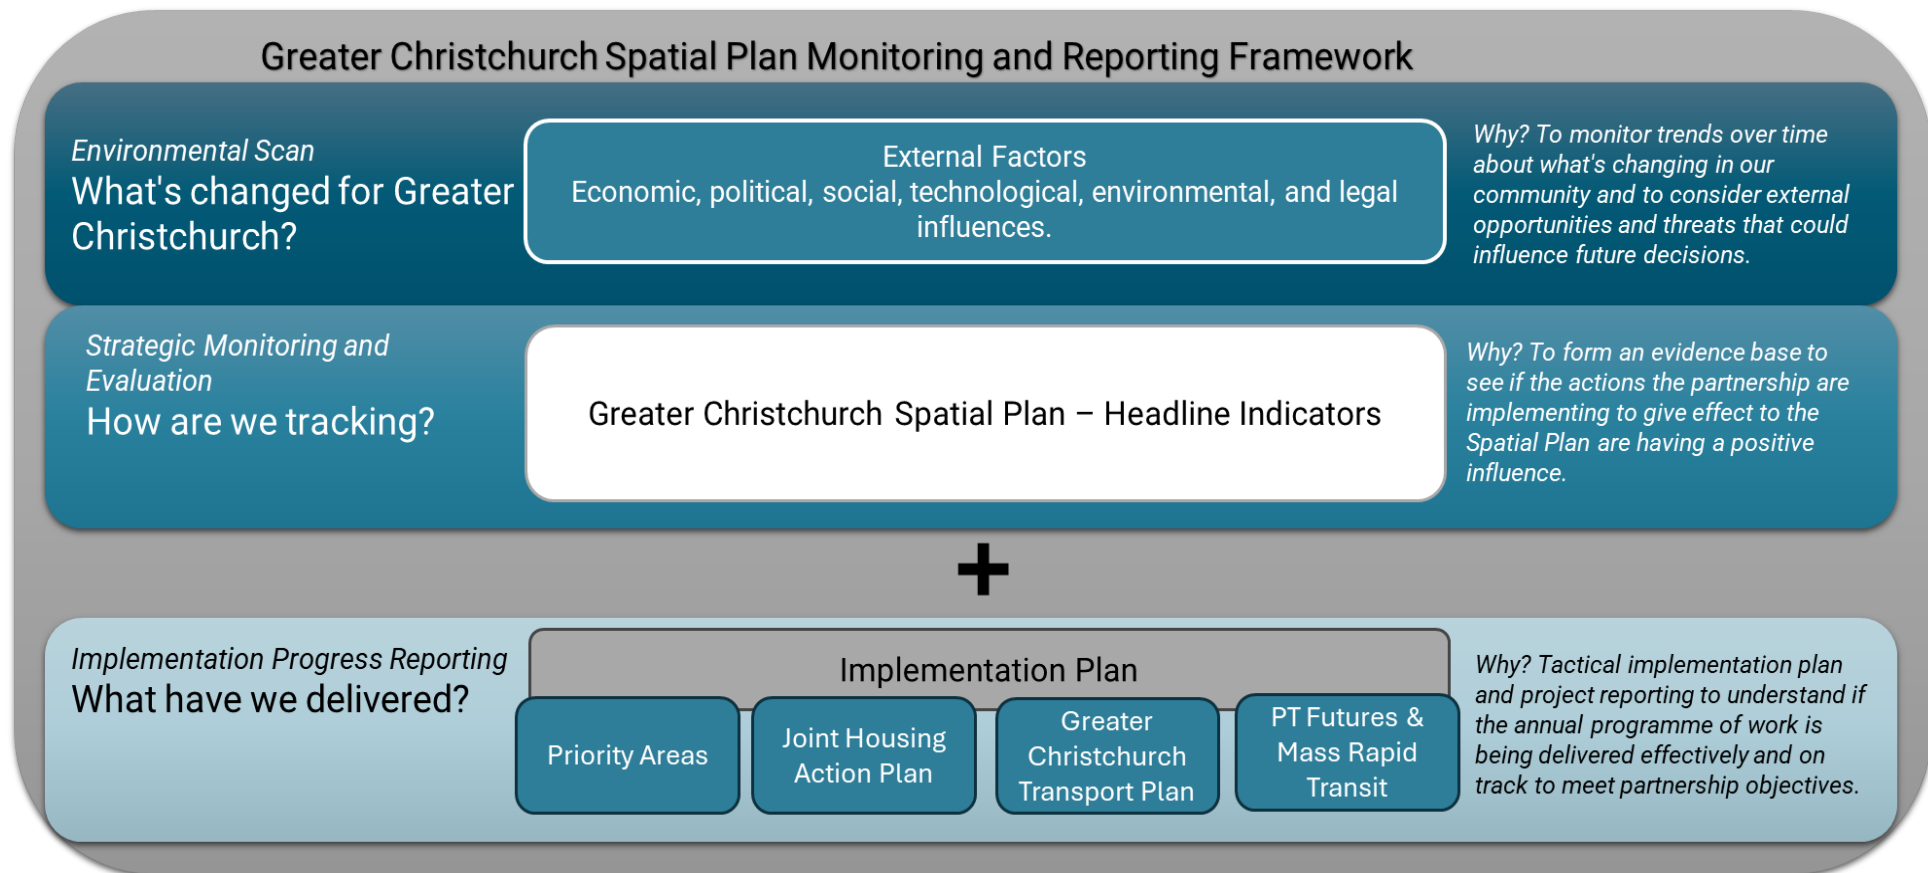 Greater Christchurch Spatial Plan Monitoring and Reporting Framework
Environmental Scan
What's changed for Greater
Christchurch?
External Factors
Economic, political, social, technological, environmental, and legal
influences.
Why? To monitor trends over time
about what's changing in our
community and to consider external
opportunities and threats that could
influence future decisions.
Strategic Monitoring and
Evaluation
How are we tracking?
Greater Christchurch Spatial Plan – Headline Indicators
Why? To form an evidence base to
see if the actions the partnership are
implementing to give effect to the
Spatial Plan are having a positive
influence.
+
Implementation Progress Reporting
What have we delivered?
Implementation Plan
Priority Areas
Joint Housing
Action Plan
Greater
Christchurch
Transport Plan
PT Futures &
Mass Rapid
Transit
Why? Tactical implementation plan
and project reporting to understand if
the annual programme of work is
being delivered effectively and on
track to meet partnership objectives.